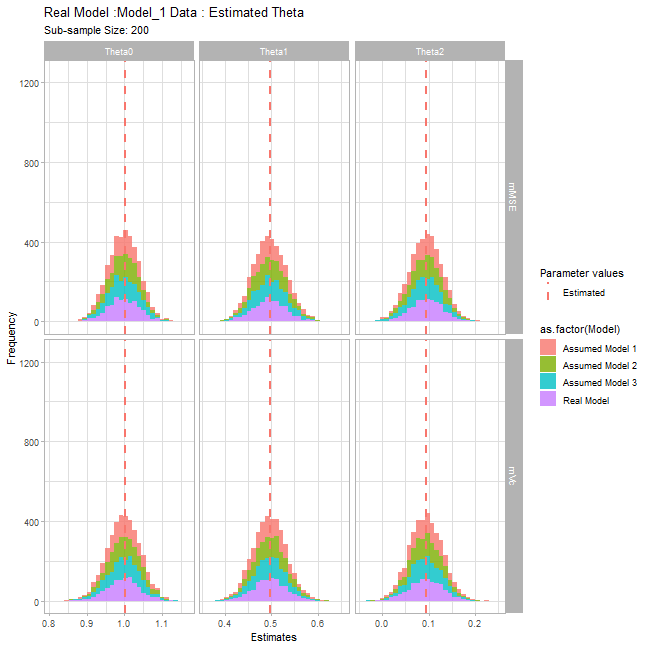 Real Model :Model_1 Data : Estimated Theta
Sub-sample Size: 200
Theta0 Theta1 Theta2
1200
800
400
0
mMSE
Frequency
1200
800
400
0
mVc
0.8 0.9 1.0 1.1 0.4 0.5 0.6 0.0 0.1 0.2
Estimates
Parameter values
Estimated
as.factor(Model)
Assumed Model 1
Assumed Model 2
Assumed Model 3
Real Model